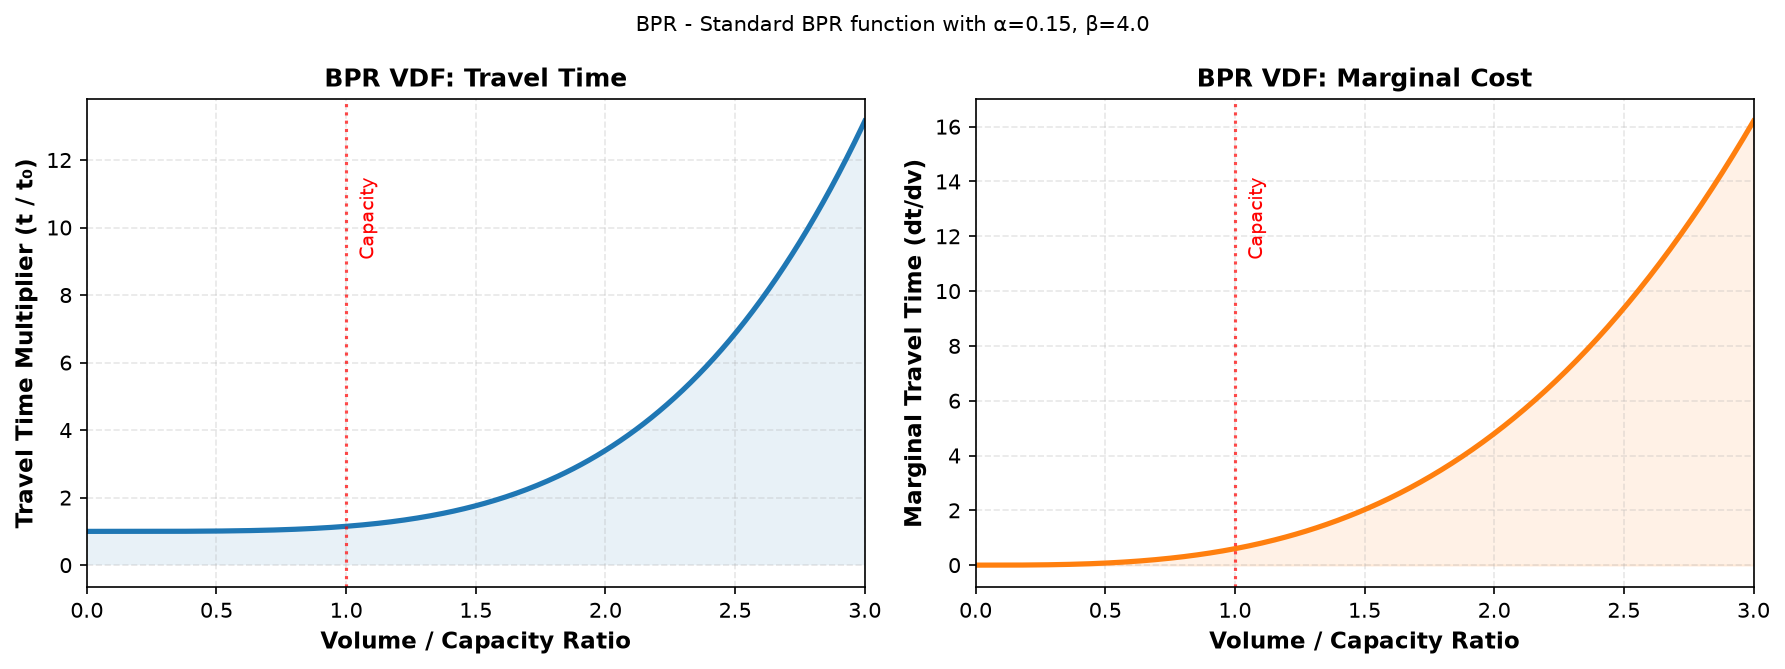 BPR - Standard BPR function with α=0.15, β=4.0
BPR VDF: Travel Time
Travel Time Multiplier (t / t₀)
12
10
8
6
4
2
0
Capacity
0.0 0.5 1.0 1.5 2.0 2.5 3.0
Volume / Capacity Ratio
BPR VDF: Marginal Cost
Marginal Travel Time (dt/dv)
16
14
12
10
8
6
4
2
0
Capacity
0.0 0.5 1.0 1.5 2.0 2.5 3.0
Volume / Capacity Ratio